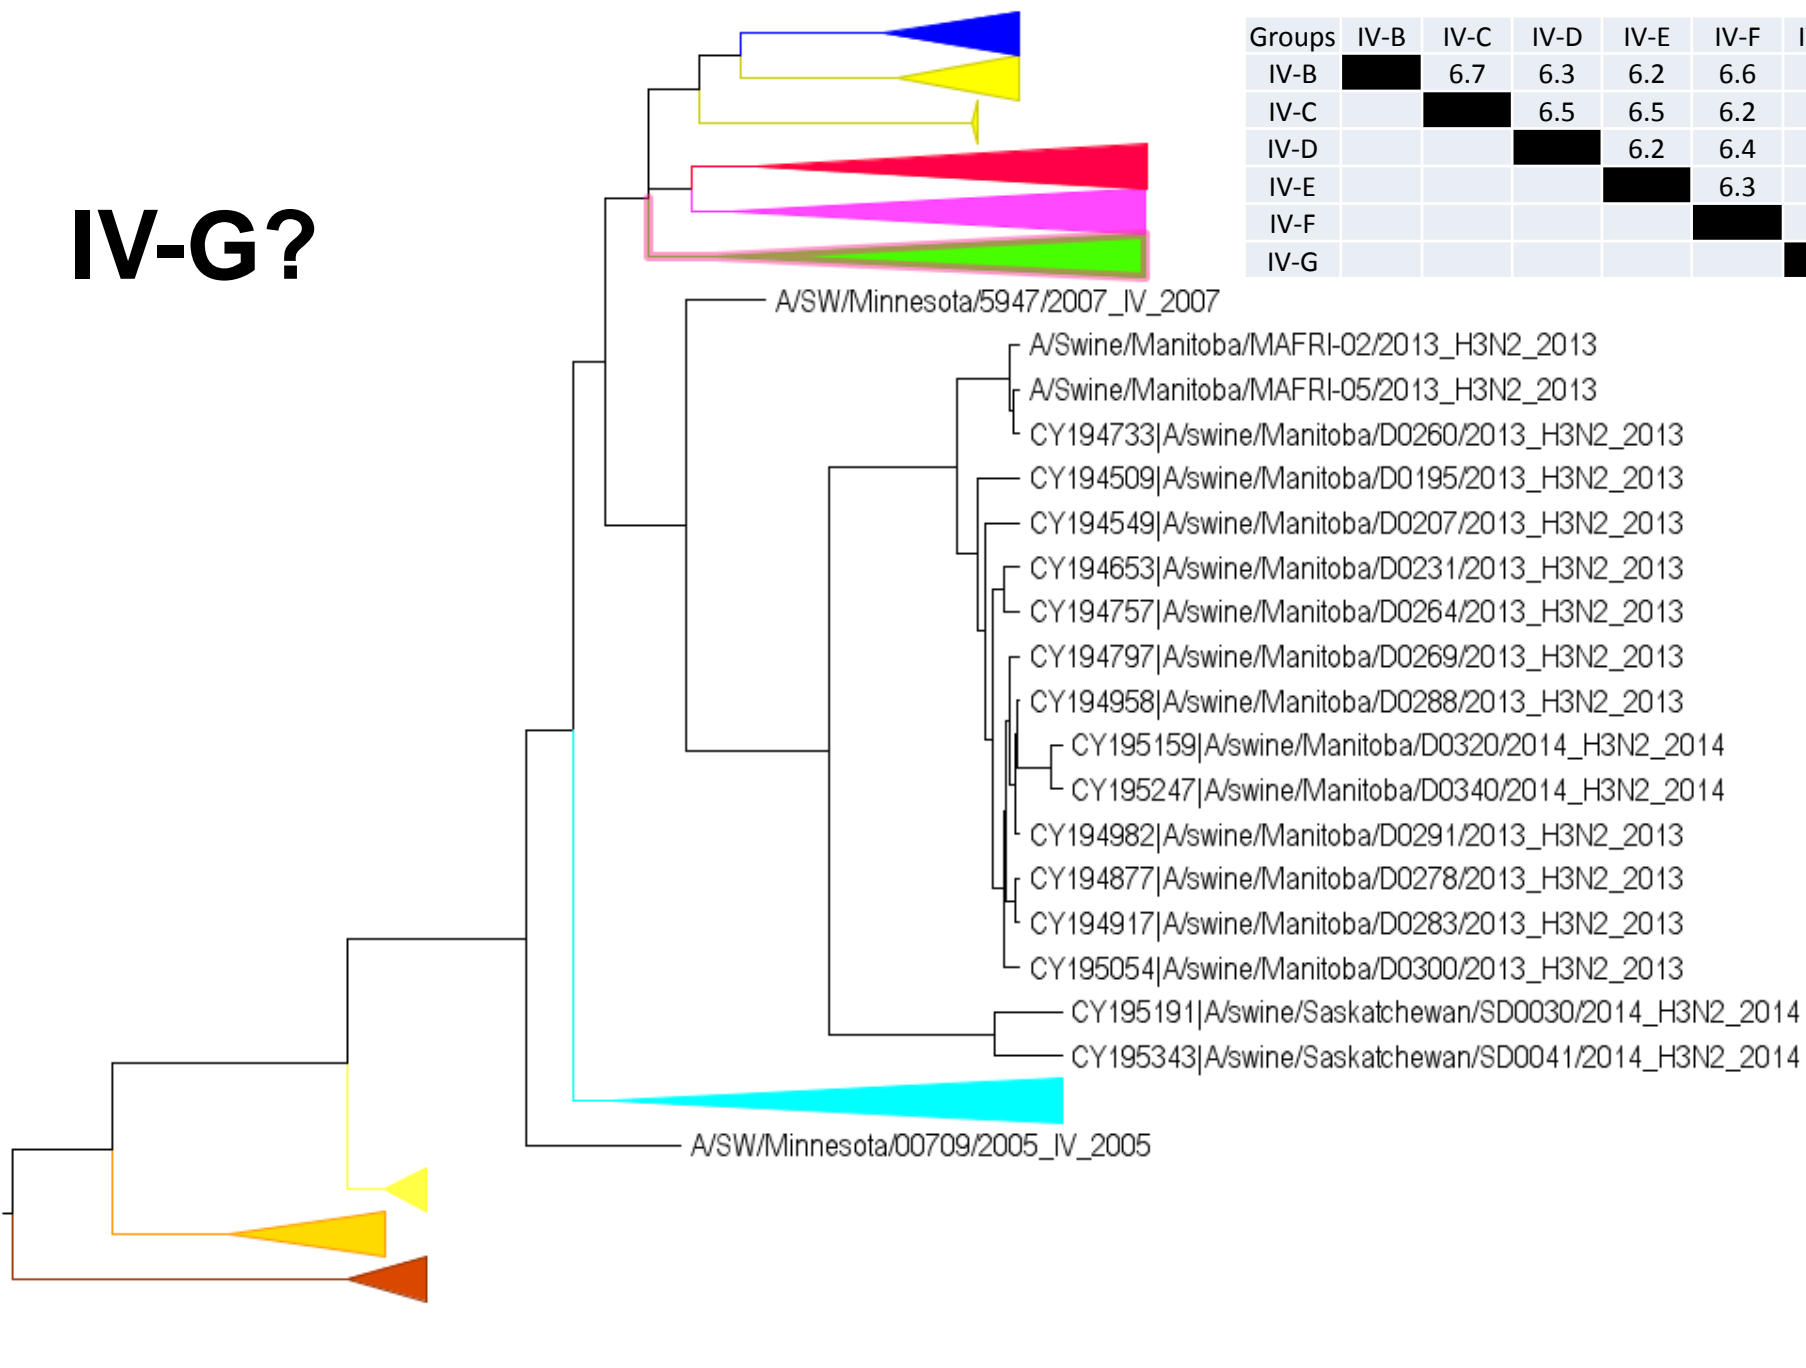 Groups IV-B IV-C IV-D IV-E IV-F
IV-B 6.7 6.3 6.2 6.6
IV-C 6.5 6.5 6.2
IV-D 6.2 6.4
IV-E 6.3
IV-F
IV-G
IV-G?
A/SW/Minnesota/5947/2007_IV_2007
A/Swine/Manitoba/MAFRI-02/2013_H3N2_2013
A/Swine/Manitoba/MAFRI-05/2013_H3N2_2013
CY194733|A/swine/Manitoba/D0260/2013_H3N2_2013
CY194509|A/swine/Manitoba/D0195/2013_H3N2_2013
CY194549|A/swine/Manitoba/D0207/2013_H3N2_2013
CY194653|A/swine/Manitoba/D0231/2013_H3N2_2013
CY194757|A/swine/Manitoba/D0264/2013_H3N2_2013
CY194797|A/swine/Manitoba/D0269/2013_H3N2_2013
CY194958|A/swine/Manitoba/D0288/2013_H3N2_2013
CY195159|A/swine/Manitoba/D0320/2014_H3N2_2014
CY195247|A/swine/Manitoba/D0340/2014_H3N2_2014
CY194982|A/swine/Manitoba/D0291/2013_H3N2_2013
CY194877|A/swine/Manitoba/D0278/2013_H3N2_2013
CY194917|A/swine/Manitoba/D0283/2013_H3N2_2013
CY195054|A/swine/Manitoba/D0300/2013_H3N2_2013
CY195191|A/swine/Saskatchewan/SD0030/2014_H3N2_2014
CY195343|A/swine/Saskatchewan/SD0041/2014_H3N2_2014
A/SW/Minnesota/00709/2005_IV_2005